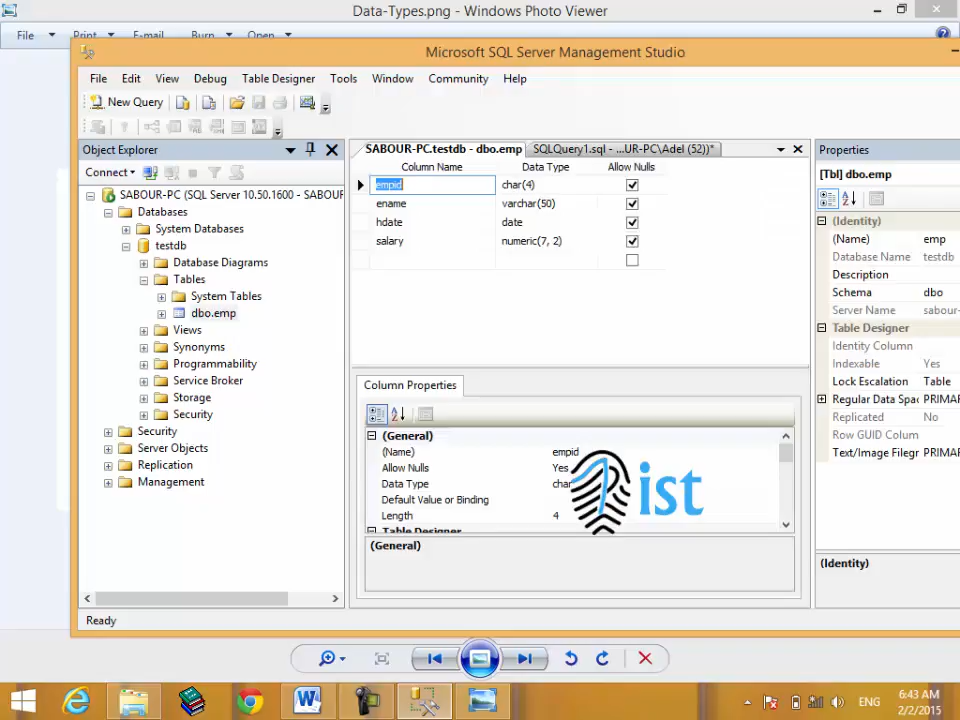 Data-Types.png - Windows Photo Viewer
File Print E-mail Burn Open
Microsoft SQL Server Management Studio
File Edit View Debug Table Designer Tools Window Community Help
New Query
Object Explorer
Connect
SABOUR-PC (SQL Server 10.50.1600 - SABOUR
Databases
System Databases
testdb
Database Diagrams
Tables
System Tables
dbo.emp
Views
Synonyms
Programmability
Service Broker
Storage
Security
Security
Server Objects
Replication
Management
SABOUR-PC.testdb - dbo.emp SQLQuery1.sql - ...UR-PC\Adel (52))*
Column Name Data Type Allow Nulls
empid char(4)
ename varchar(50)
hdate date
salary numeric(7, 2)
Column Properties
(General)
(Name) empid
Allow Nulls Yes
Data Type
Default Value or Binding
Length 4
Table Designer
(General)
ist
Properties
[Tbl] dbo.emp
(Identity)
(Name) emp
Database Name testdb
Description
Schema dbo
Server Name sabour-
Table Designer
Identity Column
Indexable Yes
Lock Escalation Table
Regular Data Spac PRIMAR
Replicated No
Row GUID Colum
Text/Image Filegr PRIMAR
(Identity)
Ready
ENG
6:43 AM
2/2/2015